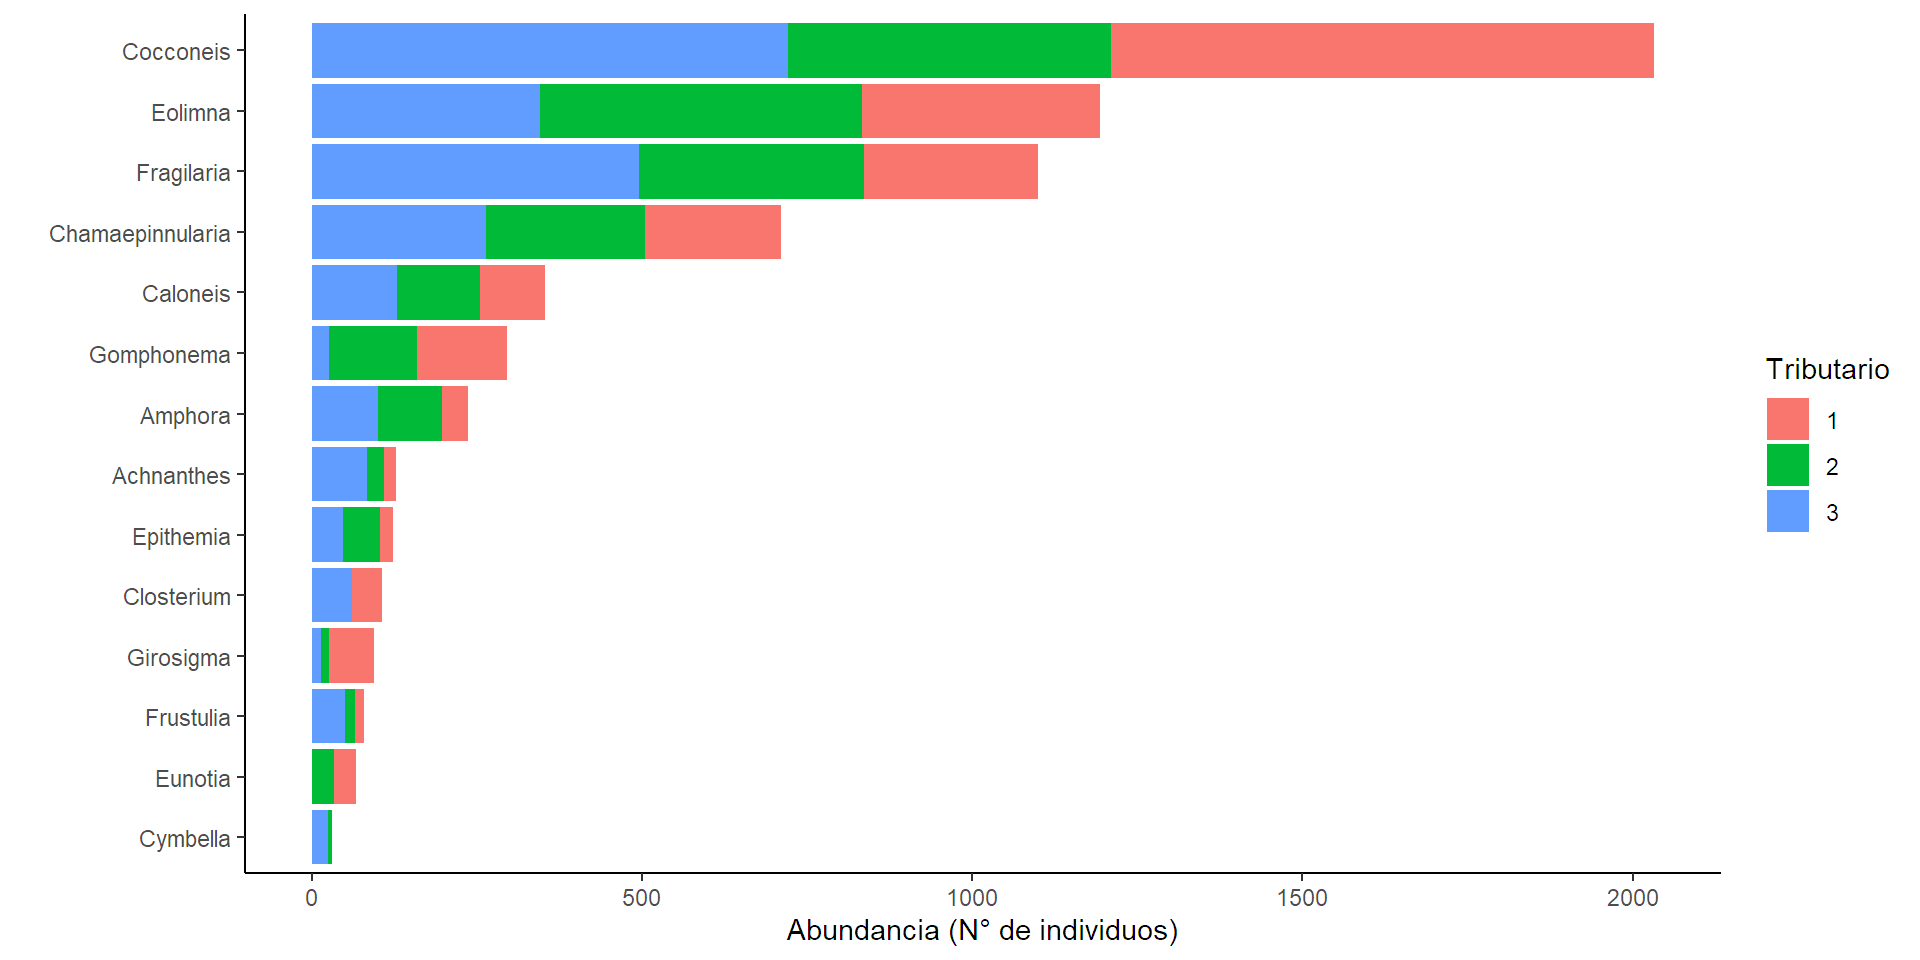 Cocconeis
Eolimna
Fragilaria
Chamaepinnularia
Caloneis
Gomphonema
Amphora
Achnanthes
Epithemia
Closterium
Girosigma
Frustulia
Eunotia
Cymbella
0 500 1000 1500 2000
Abundancia (N° de individuos)
Tributario
1
2
3